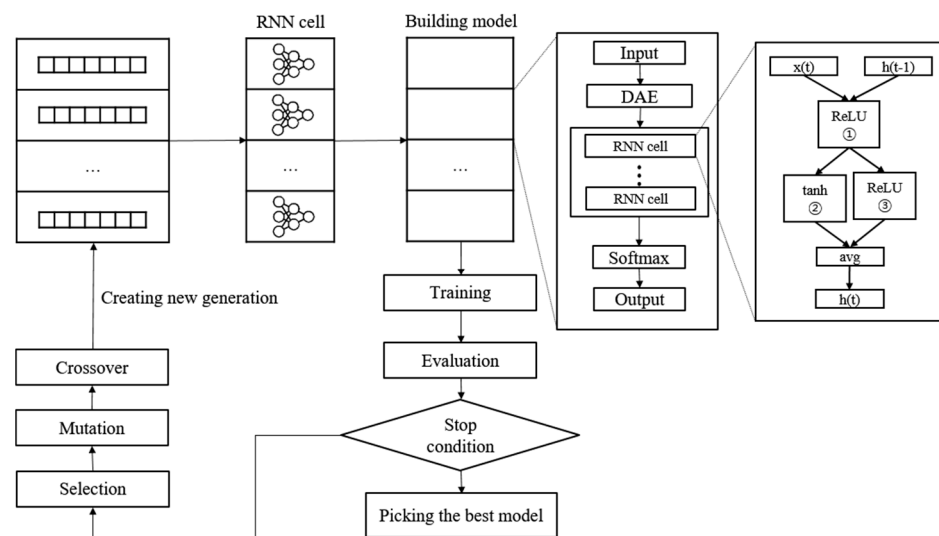 RNN cell
Building model
...
...
...
Input
DAE
RNN cell
RNN cell
Softmax
Output
x(t)
h(t-1)
ReLU
①
tanh
②
ReLU
③
avg
h(t)
Creating new generation
Training
Evaluation
Stop
condition
Picking the best model
Crossover
Mutation
Selection